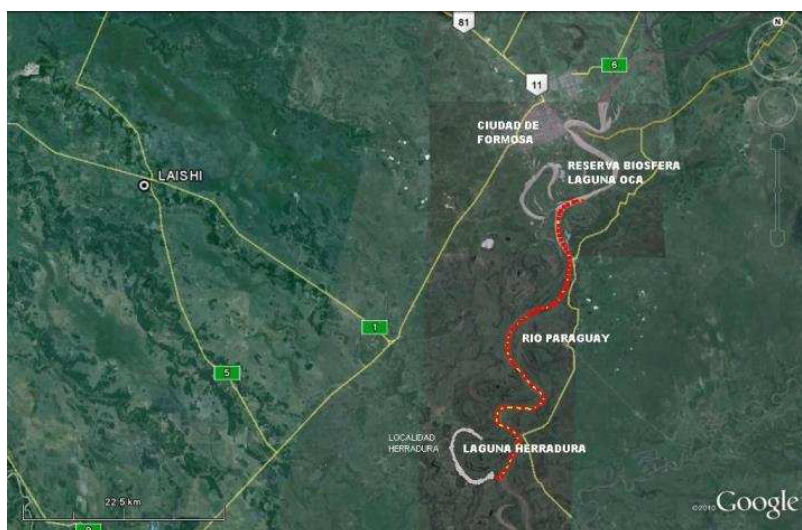 81
N
6
11
CIUDAD DE
FORMOSA
RESERVA BIOSFERA
LAGUNA OCA
LAISHI
1
RIO PARAGUAY
5
LOCALIDAD
HERRADURA
LAGUNA HERRADURA
22.5 km
©2010 Google